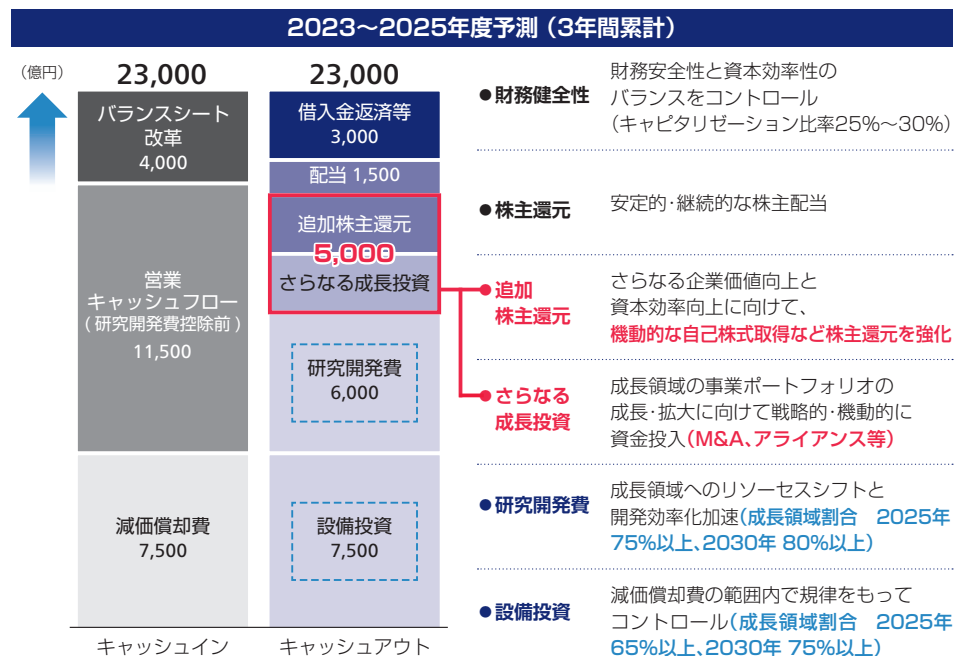 2023〜2025年度予測（3年間累計）
（億円）
23,000
バランスシート
改革
4,000
営業
キャッシュフロー
(研究開発費控除前)
11,500
減価償却費
7,500
キャッシュイン
23,000
借入金返済等
3,000
配当 1,500
追加株主還元
5,000
さらなる成長投資
研究開発費
6,000
設備投資
7,500
キャッシュアウト
●財務健全性
財務安全性と資本効率性の
バランスをコントロール
（キャピタリゼーション比率25%〜30%）
●株主還元
安定的・継続的な株主配当
●追加
株主還元
さらなる企業価値向上と
資本効率向上に向けて、
機動的な自己株式取得など株主還元を強化
●さらなる
成長投資
成長領域の事業ポートフォリオの
成長・拡大に向けて戦略的・機動的に
資金投入（M&A、アライアンス等）
●研究開発費
成長領域へのリソーセスシフトと
開発効率化加速（成長領域割合　2025年
75%以上、2030年 80%以上）
●設備投資
減価償却費の範囲内で規律をもって
コントロール（成長領域割合　2025年
65%以上、2030年 75%以上）